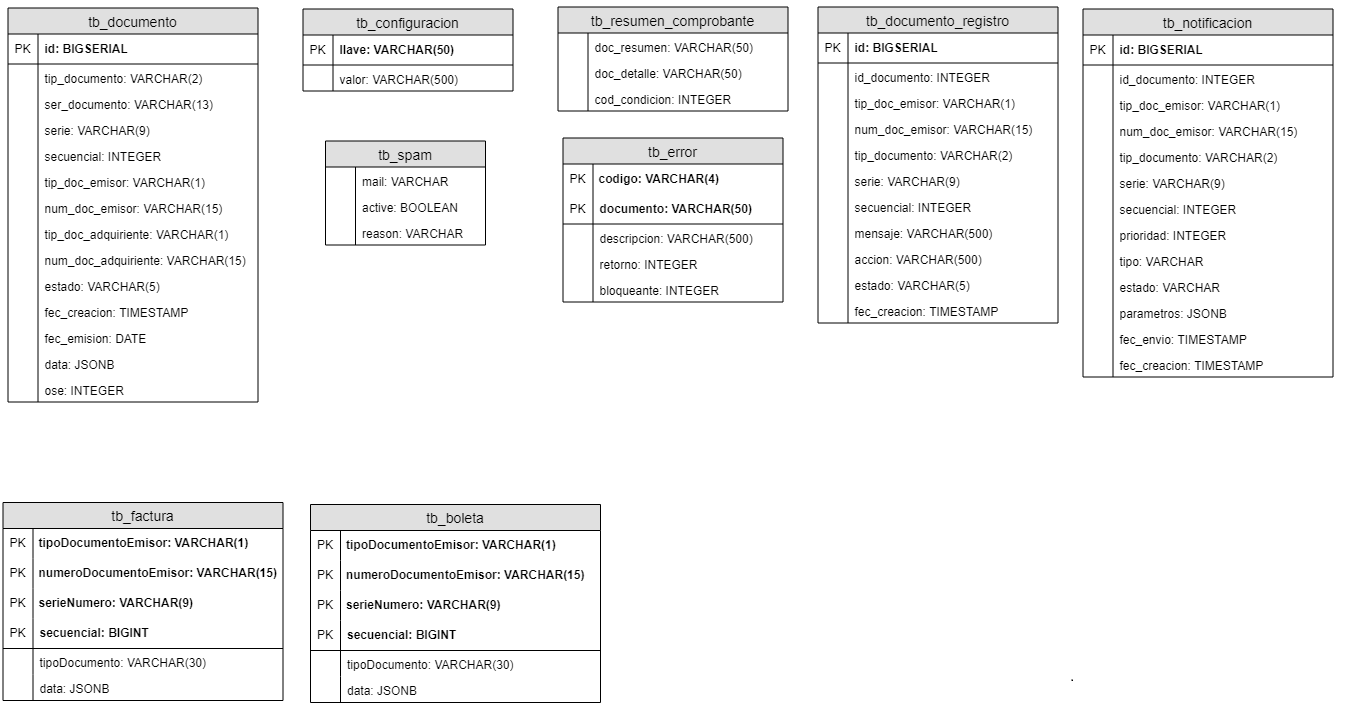 tb_documento
PK id: BIGSERIAL
tip_documento: VARCHAR(2)
ser_documento: VARCHAR(13)
serie: VARCHAR(9)
secuencial: INTEGER
tip_doc_emisor: VARCHAR(1)
num_doc_emisor: VARCHAR(15)
tip_doc_adquiriente: VARCHAR(1)
num_doc_adquiriente: VARCHAR(15)
estado: VARCHAR(5)
fec_creacion: TIMESTAMP
fec_emision: DATE
data: JSONB
ose: INTEGER
tb_configuracion
PK llave: VARCHAR(50)
valor: VARCHAR(500)
tb_spam
mail: VARCHAR
active: BOOLEAN
reason: VARCHAR
tb_resumen_comprobante
doc_resumen: VARCHAR(50)
doc_detalle: VARCHAR(50)
cod_condicion: INTEGER
tb_error
PK codigo: VARCHAR(4)
PK documento: VARCHAR(50)
descripcion: VARCHAR(500)
retorno: INTEGER
bloqueante: INTEGER
tb_documento_registro
PK id: BIGSERIAL
id_documento: INTEGER
tip_doc_emisor: VARCHAR(1)
num_doc_emisor: VARCHAR(15)
tip_documento: VARCHAR(2)
serie: VARCHAR(9)
secuencial: INTEGER
mensaje: VARCHAR(500)
accion: VARCHAR(500)
estado: VARCHAR(5)
fec_creacion: TIMESTAMP
tb_notificacion
PK id: BIGSERIAL
id_documento: INTEGER
tip_doc_emisor: VARCHAR(1)
num_doc_emisor: VARCHAR(15)
tip_documento: VARCHAR(2)
serie: VARCHAR(9)
secuencial: INTEGER
prioridad: INTEGER
tipo: VARCHAR
estado: VARCHAR
parametros: JSONB
fec_envio: TIMESTAMP
fec_creacion: TIMESTAMP
tb_factura
PK tipoDocumentoEmisor: VARCHAR(1)
PK numeroDocumentoEmisor: VARCHAR(15)
PK serieNumero: VARCHAR(9)
PK secuencial: BIGINT
tipoDocumento: VARCHAR(30)
data: JSONB
tb_boleta
PK tipoDocumentoEmisor: VARCHAR(1)
PK numeroDocumentoEmisor: VARCHAR(15)
PK serieNumero: VARCHAR(9)
PK secuencial: BIGINT
tipoDocumento: VARCHAR(30)
data: JSONB
.